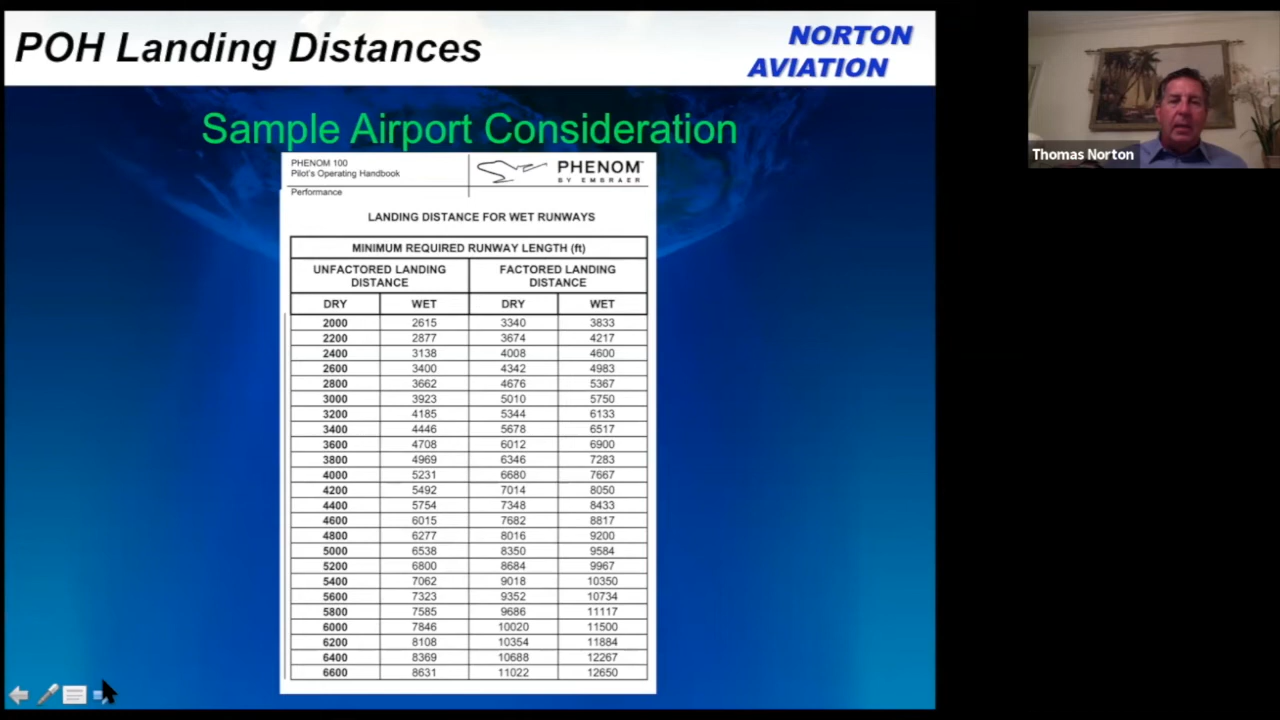 POH Landing Distances
NORTON
AVIATION
Sample Airport Consideration
PHENOM 100
Pilot's Operating Handbook
PHENOM
BY EMBRAER
Performance
LANDING DISTANCE FOR WET RUNWAYS
MINIMUM REQUIRED RUNWAY LENGTH (ft)
UNFACTORED LANDING DISTANCE FACTORED LANDING DISTANCE
DRY WET DRY WET
2000 2615 3340 3833
2200 2877 3674 4217
2400 3138 4008 4600
2600 3400 4342 4983
2800 3662 4676 5367
3000 3923 5010 5750
3200 4185 5344 6133
3400 4446 5678 6517
3600 4708 6012 6900
3800 4969 6346 7283
4000 5231 6680 7667
4200 5492 7014 8050
4400 5754 7348 8433
4600 6015 7682 8817
4800 6277 8016 9200
5000 6538 8350 9584
5200 6800 8684 9967
5400 7062 9018 10350
5600 7323 9352 10734
5800 7585 9686 11117
6000 7846 10020 11500
6200 8108 10354 11884
6400 8369 10688 12267
6600 8631 11022 12650
Thomas Norton